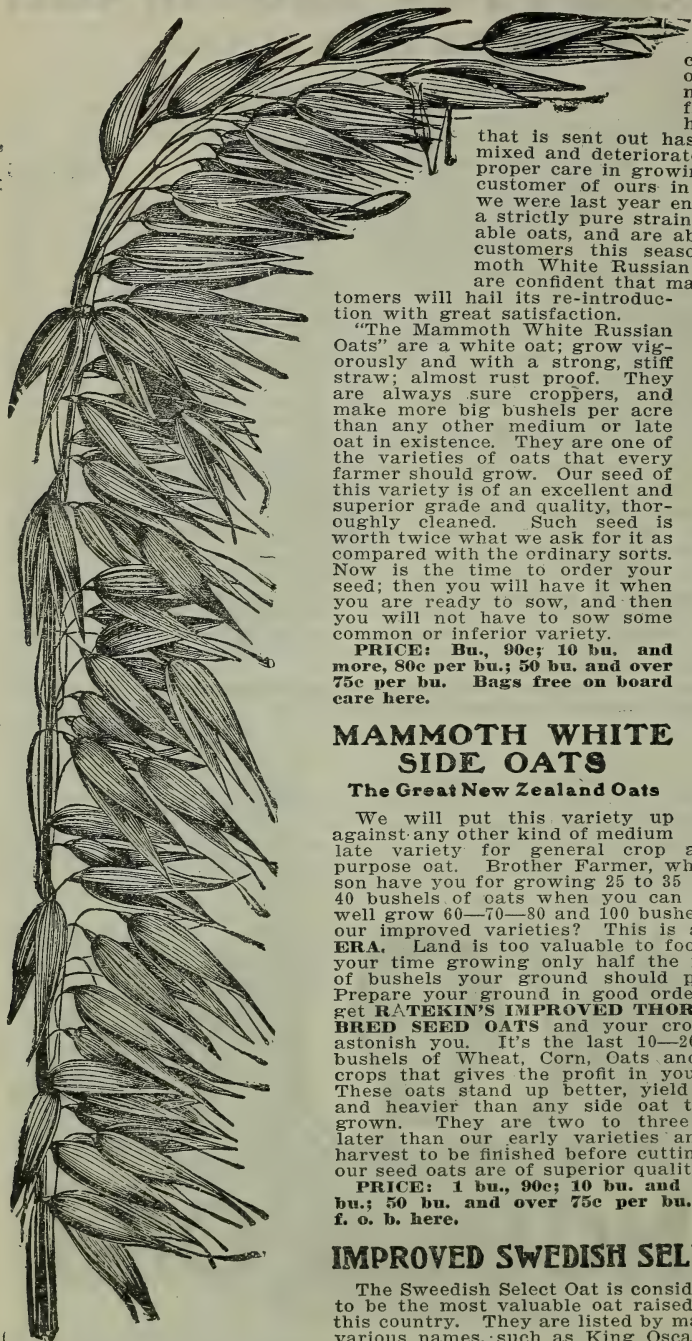 that is sent out has
mixed and deteriorat
proper care in growi
customer of ours in
we were last year en
a strictly pure strain
able oats, and are ab
customers this seaso
moth White Russian
are confident that ma
tomers will hail its re-introduc-
tion with great satisfaction.
"The Mammoth White Russian
Oats" are a white oat; grow vig-
orously and with a strong, stiff
straw; almost rust proof. They
are always sure croppers, and
make more big bushels per acre
than any other medium or late
oat in existence. They are one of
the varieties of oats that every
farmer should grow. Our seed of
this variety is of an excellent and
superior grade and quality, thor-
oughly cleaned. Such seed is
worth twice what we ask for it as
compared with the ordinary sorts.
Now is the time to order your
seed; then you will have it when
you are ready to sow, and then
you will not have to sow some
common or inferior variety.
PRICE: Bu., 90c; 10 bu. and
more, 80c per bu.; 50 bu. and over
75c per bu. Bags free on board
care here.
MAMMOTH WHITE
SIDE OATS
The Great New Zealand Oats
We will put this variety up
against any other kind of medium
late variety for general crop a
purpose oat. Brother Farmer, wh
son have you for growing 25 to 35
40 bushels of oats when you can
well grow 60—70—80 and 100 bushe
our improved varieties? This is a
ERA. Land is too valuable to foo
your time growing only half the
of bushels your ground should p
Prepare your ground in good orde
get RATEKIN'S IMPROVED THOR
BRED SEED OATS and your cro
astonish you. It's the last 10—20
bushels of Wheat, Corn, Oats and
crops that gives the profit in you
These oats stand up better, yield
and heavier than any side oat t
grown. They are two to three
later than our early varieties an
harvest to be finished before cuttin
our seed oats are of superior qualit
PRICE: 1 bu., 90c; 10 bu. and
bu.; 50 bu. and over 75c per bu.
f. o. b. here.
IMPROVED SWEDISH SEL
The Sweedish Select Oat is consid
to be the most valuable oat raised
this country. They are listed by ma
various names, such as King Osca